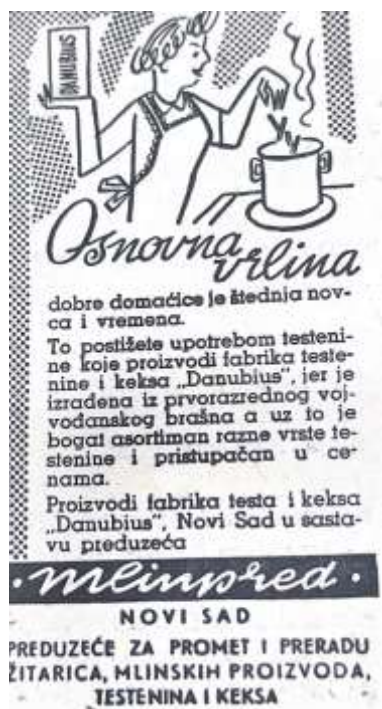 DANUBIUS
Osnovna
vrlina
dobre domaćice je štednja nov-
ca i vremena.
To postižete upotrebom testeni-
ne koje proizvodi fabrika teste-
nine i keksa „Danubius", jer je
izrađena iz prvorazrednog voj-
vođanskog brašna a uz to je
bogat asortiman razne vrste te-
stenine i pristupačan u ce-
nama.
Proizvodi fabrika testa i keksa
„Danubius", Novi Sad u sasta-
vu preduzeća
· Mlinpred ·
NOVI SAD
PREDUZEĆE ZA PROMET I PRERADU
ŽITARICA, MLINSKIH PROIZVODA,
TESTENINA I KEKSA